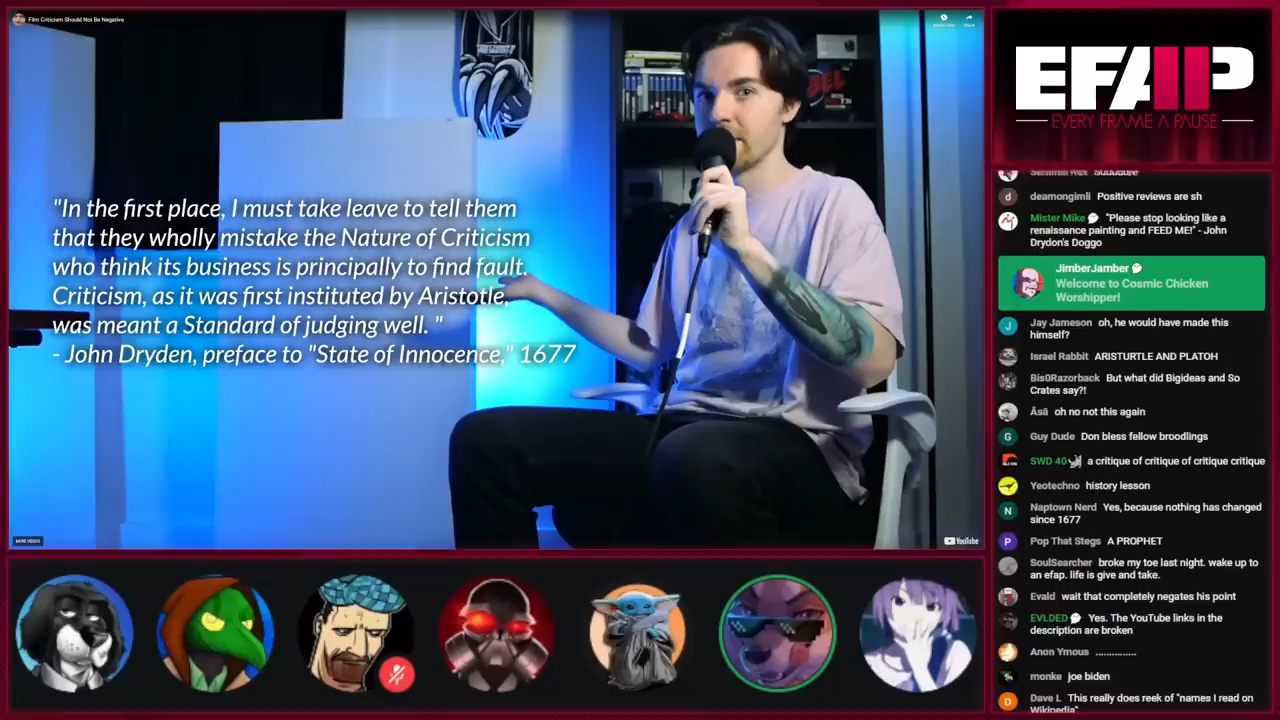 Film Criticism Should Not Be Negative
"In the first place, I must take leave to tell them
that they wholly mistake the Nature of Criticism
who think its business is principally to find fault.
Criticism, as it was first instituted by Aristotle,
was meant a Standard of judging well. "
- John Dryden, preface to "State of Innocence," 1677
MORE VIDEOS
YouTube
EFAP
EVERY FRAME A PAUSE
deamongimli Positive reviews are sh
Mister Mike "Please stop looking like a
renaissance painting and FEED ME!" - John
Drydon's Doggo
JimberJamber
Welcome to Cosmic Chicken
Worshipper!
Jay Jameson oh, he would have made this
himself?
Israel Rabbit ARISTURTLE AND PLATOH
Bis0Razorback But what did Bigideas and So
Crates say?!
Āsā oh no not this again
Guy Dude Don bless fellow broodlings
SWD 40 a critique of critique of critique critique
Yeotechno history lesson
Naptown Nerd Yes, because nothing has changed
since 1677
Pop That Stegs A PROPHET
SoulSearcher broke my toe last night. wake up to
an efap. life is give and take.
Evald wait that completely negates his point
EVLDED Yes. The YouTube links in the
description are broken
Anon Ymous ...............
monke joe biden
Dave L This really does reek of "names I read on
Wikipedia"